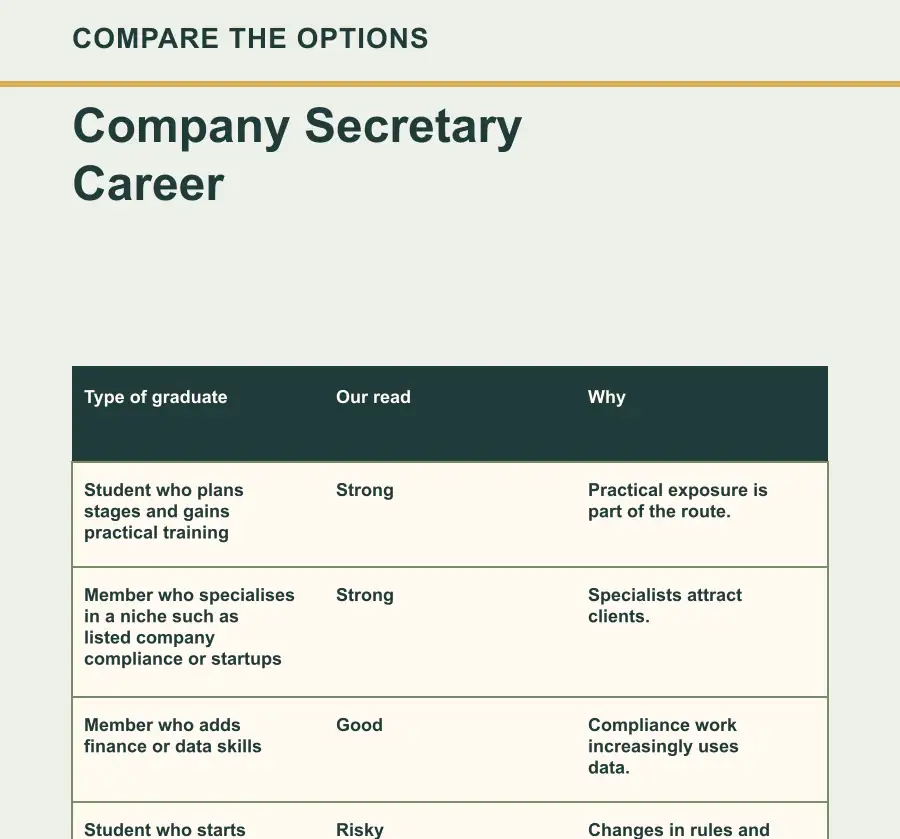 COMPARE THE OPTIONS
Company Secretary
Career
Type of graduate
Our read
Why
Student who plans
stages and gains
practical training
Strong
Practical exposure is
part of the route.
Member who specialises
in a niche such as
listed company
compliance or startups
Strong
Specialists attract
clients.
Member who adds
finance or data skills
Good
Compliance work
increasingly uses
data.
Student who starts
Risky
Changes in rules and